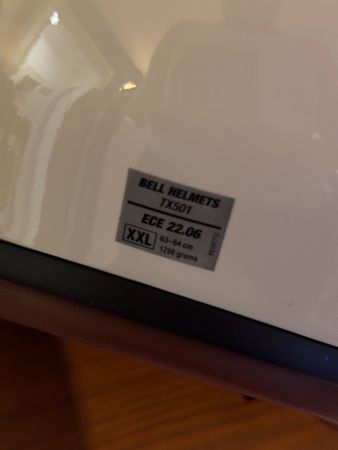 BELL HELMETS
TX501
ECE 22.06
XXL 63-64 cm
1290 grams